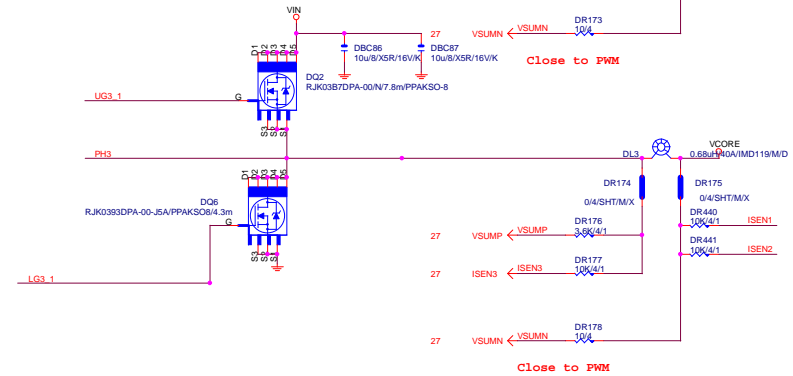 VIN
27 VSUMN VSUMN DR173
10/4
Close to PWM
D1 D2 D3 D4 D5
DBC86
10u/8/X5R/16V/K
DBC87
10u/8/X5R/16V/K
DQ2
RJK03B7DPA-00/N/7.8m/PPAKSO-8
UG3_1
G
S3 S2 S1
PH3
DL3
VCORE
0.68uH/40A/IMD119/M/D
D1 D2 D3 D4 D5
DQ6
RJK0393DPA-00-J5A/PPAKSO8/4.3m
G
S3 S2 S1
LG3_1
DR174
0/4/SHT/M/X
DR175
0/4/SHT/M/X
27 VSUMP VSUMP DR176
3.6K/4/1
DR440
10K/4/1
ISEN1
DR441
10K/4/1
ISEN2
27 ISEN3 ISEN3 DR177
10K/4/1
27 VSUMN VSUMN DR178
10/4
Close to PWM